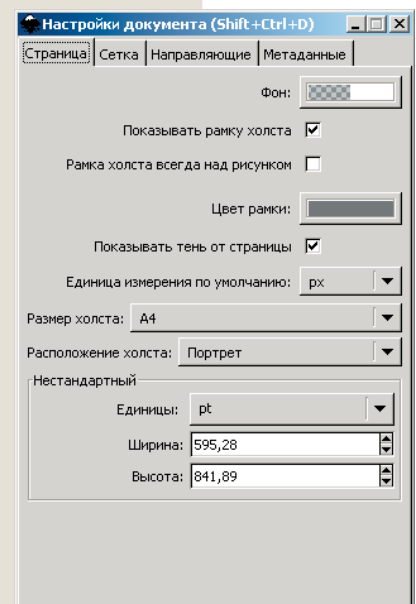 Настройки документа (Shift+Ctrl+D)
Страница Сетка Направляющие Метаданные
Фон:
Показывать рамку холста
Рамка холста всегда над рисунком
Цвет рамки:
Показывать тень от страницы
Единица измерения по умолчанию: px
Размер холста: A4
Расположение холста: Портрет
Нестандартный
Единицы: pt
Ширина: 595,28
Высота: 841,89